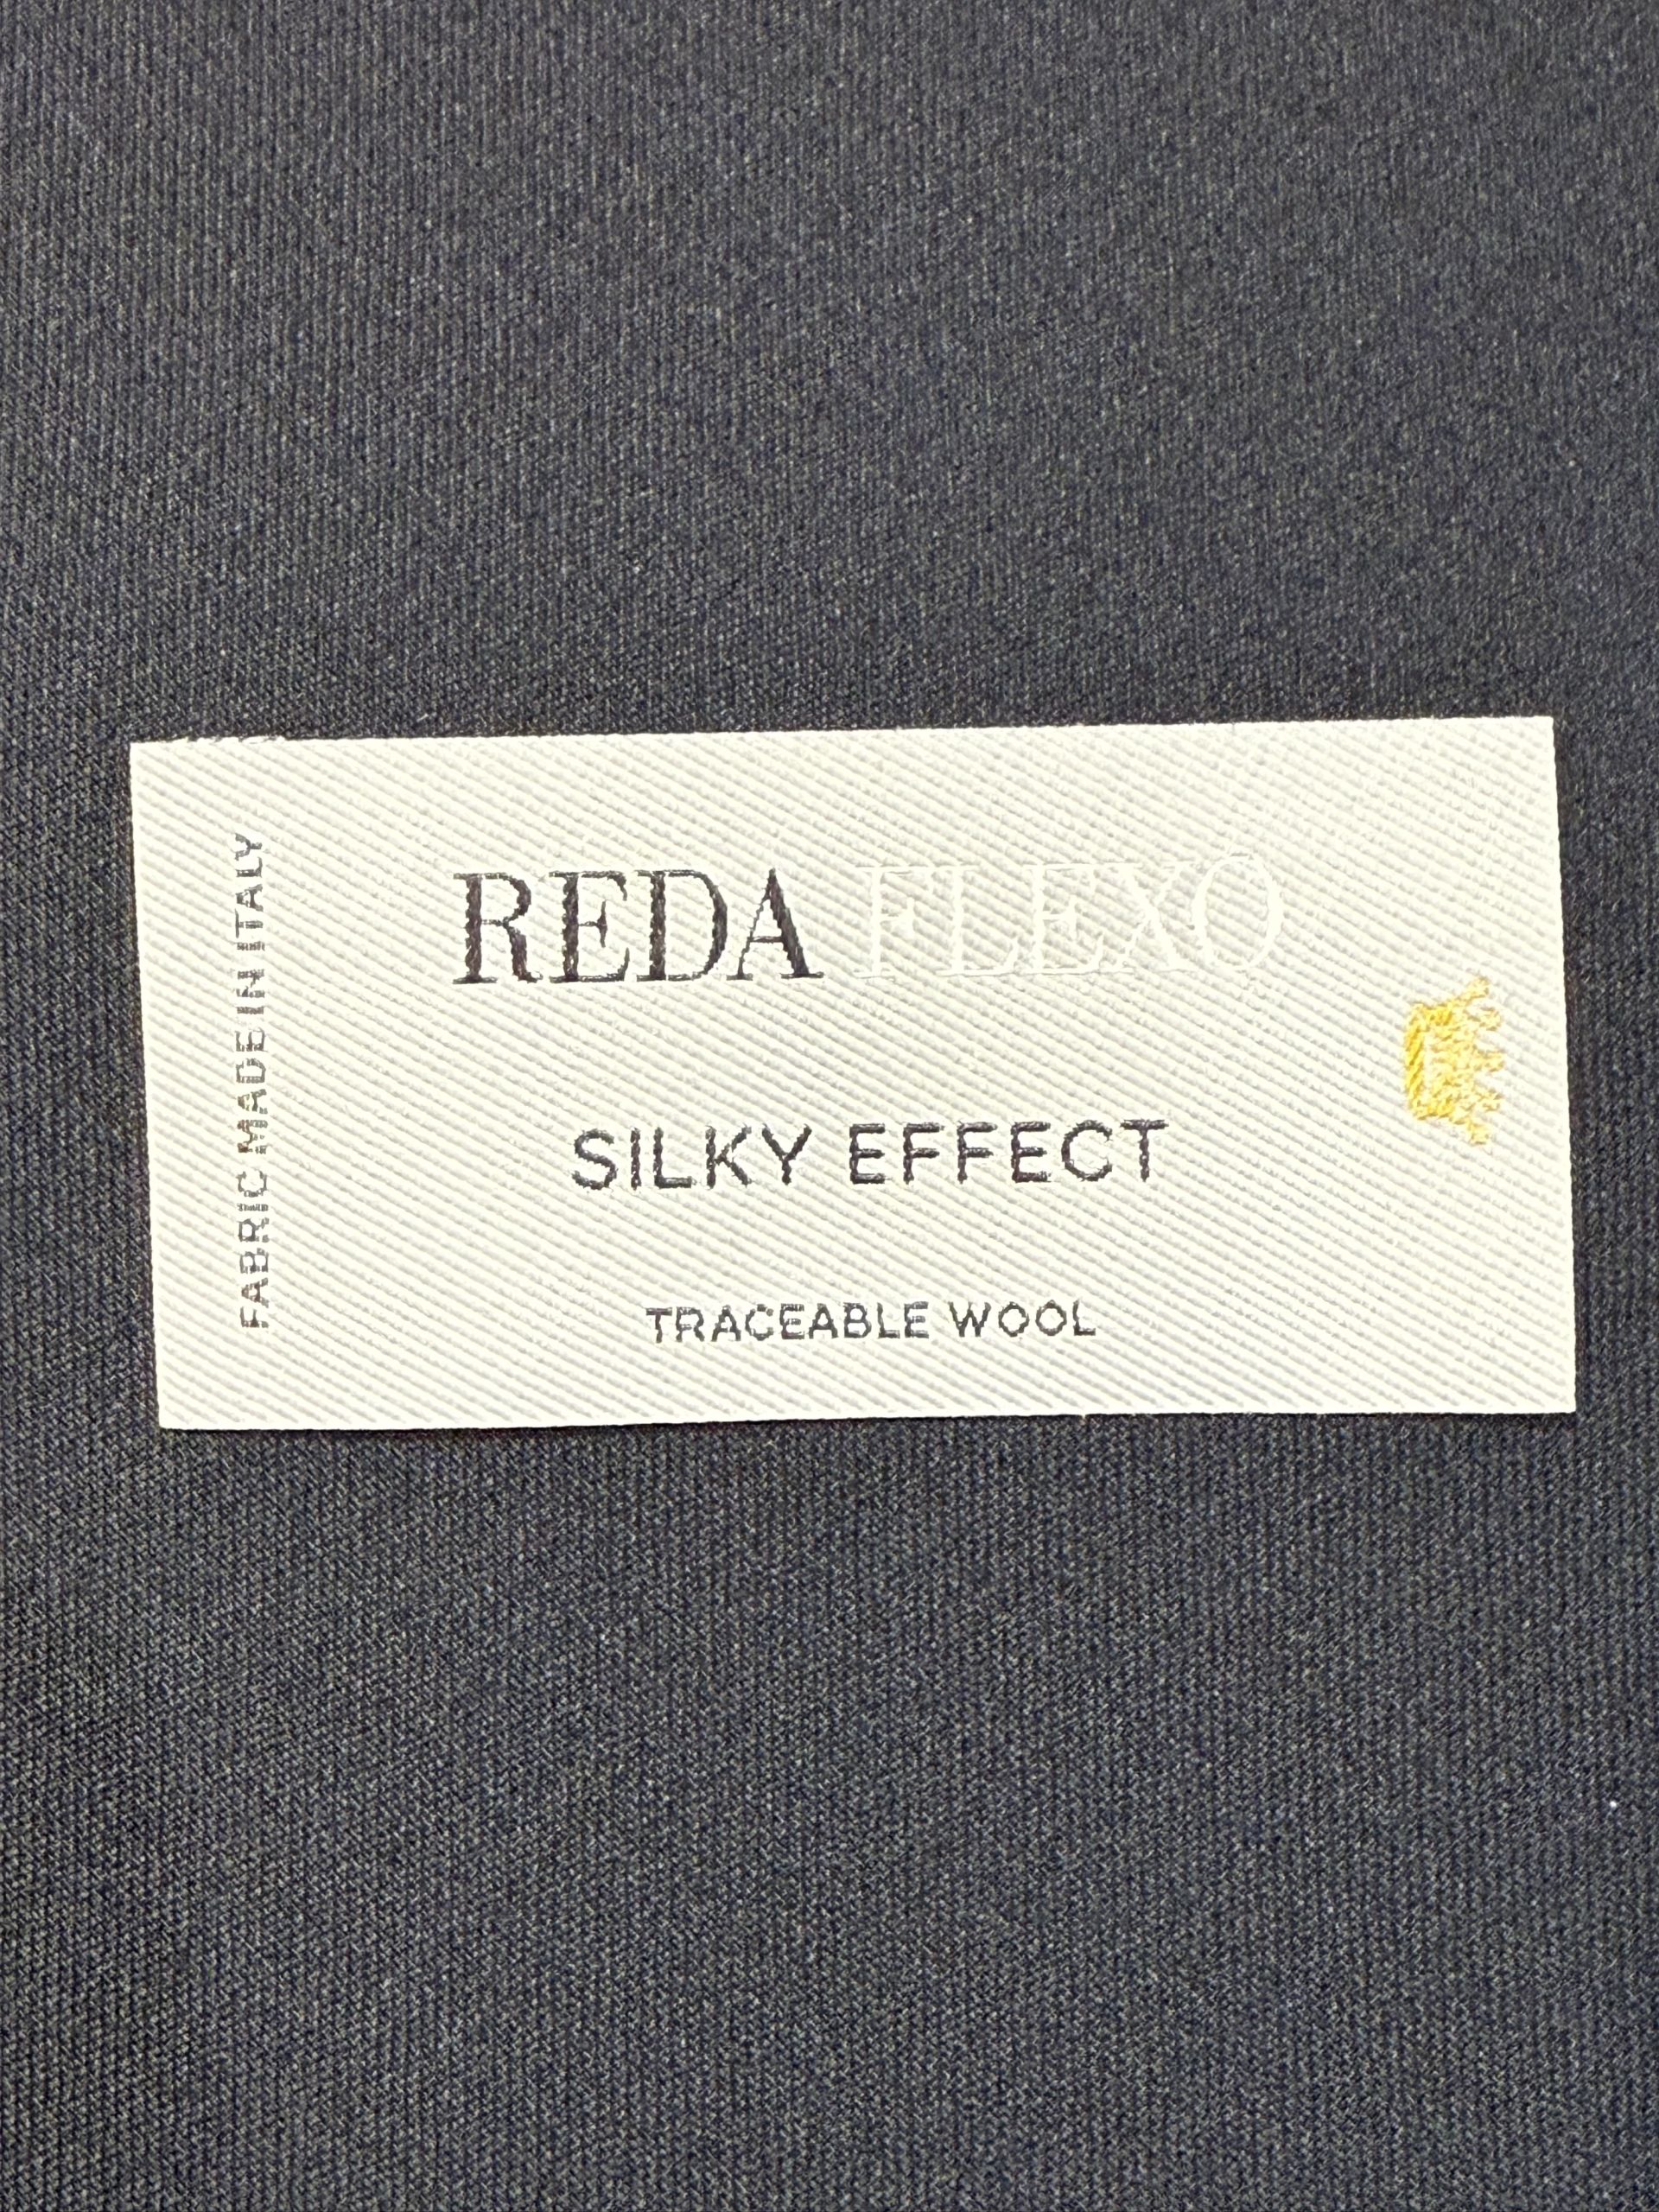 FABRIC MADE IN ITALY
REDA FLEXO
SILKY EFFECT
TRACEABLE WOOL